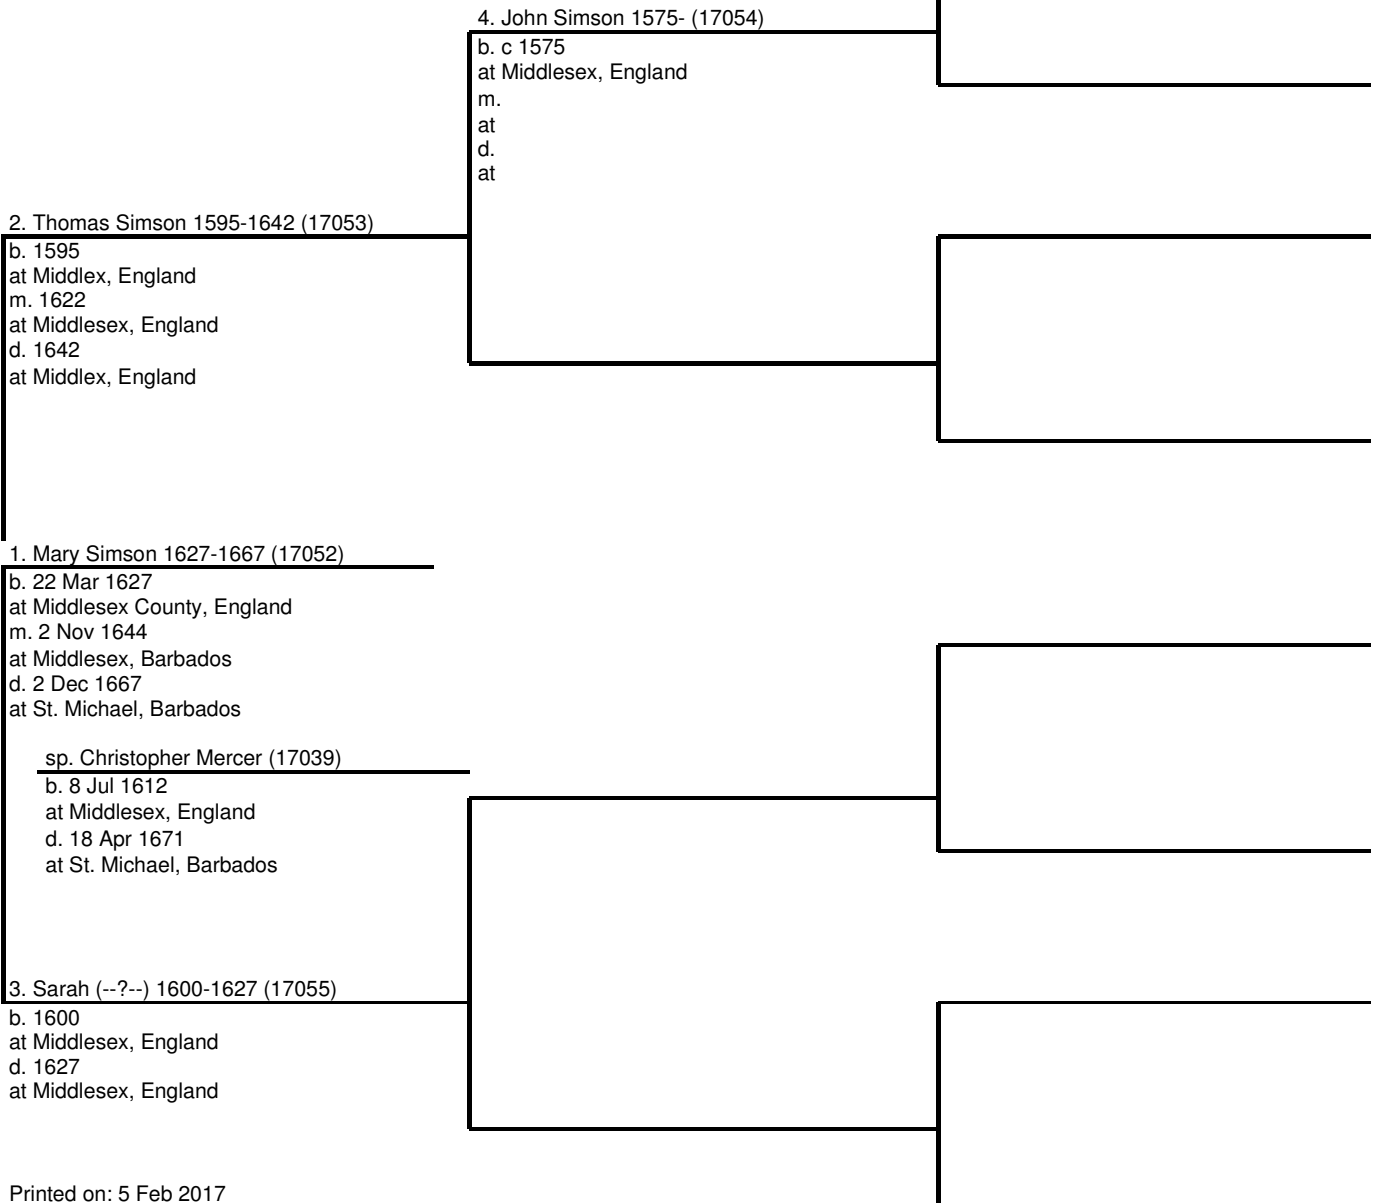 4. John Simson 1575- (17054)
b. c 1575
at Middlesex, England
m.
at
d.
at
2. Thomas Simson 1595-1642 (17053)
b. 1595
at Middlex, England
m. 1622
at Middlesex, England
d. 1642
at Middlex, England
1. Mary Simson 1627-1667 (17052)
b. 22 Mar 1627
at Middlesex County, England
m. 2 Nov 1644
at Middlesex, Barbados
d. 2 Dec 1667
at St. Michael, Barbados
sp. Christopher Mercer (17039)
b. 8 Jul 1612
at Middlesex, England
d. 18 Apr 1671
at St. Michael, Barbados
3. Sarah (--?--) 1600-1627 (17055)
b. 1600
at Middlesex, England
d. 1627
at Middlesex, England
Printed on: 5 Feb 2017